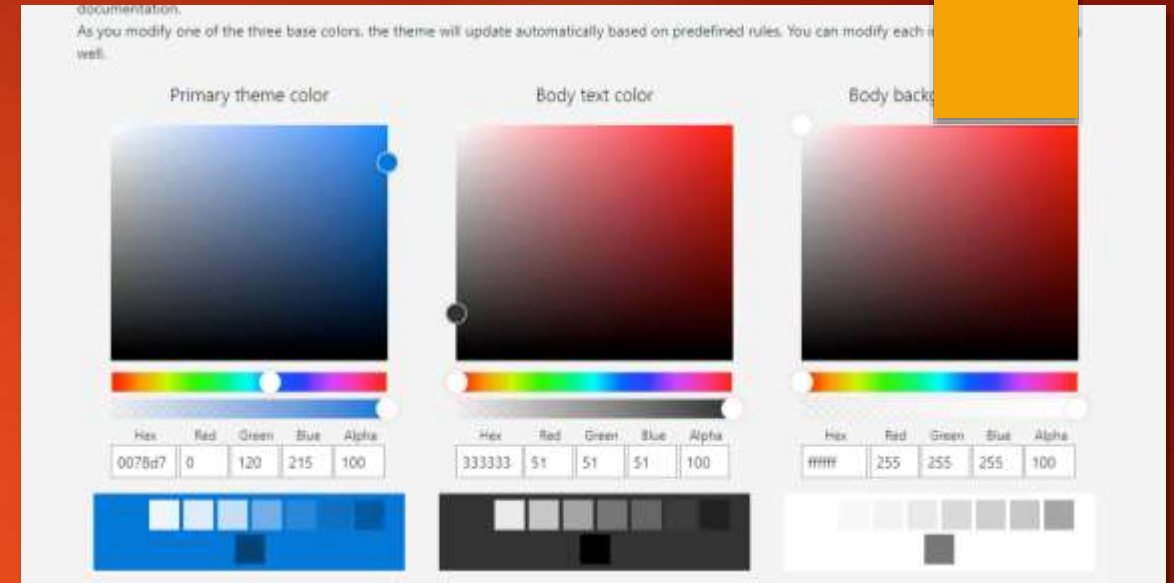 documentation.
As you modify one of the three base colors, the theme will update automatically based on predefined rules. You can modify each
well.
Primary theme color
Body text color
Body
Hex Red Green Blue Alpha
Hex Red Green Blue Alpha
Hex Red Green Blue Alpha
0078d7 0 120 215 100
333333 51 51 51 100
ffffff 255 255 255 100